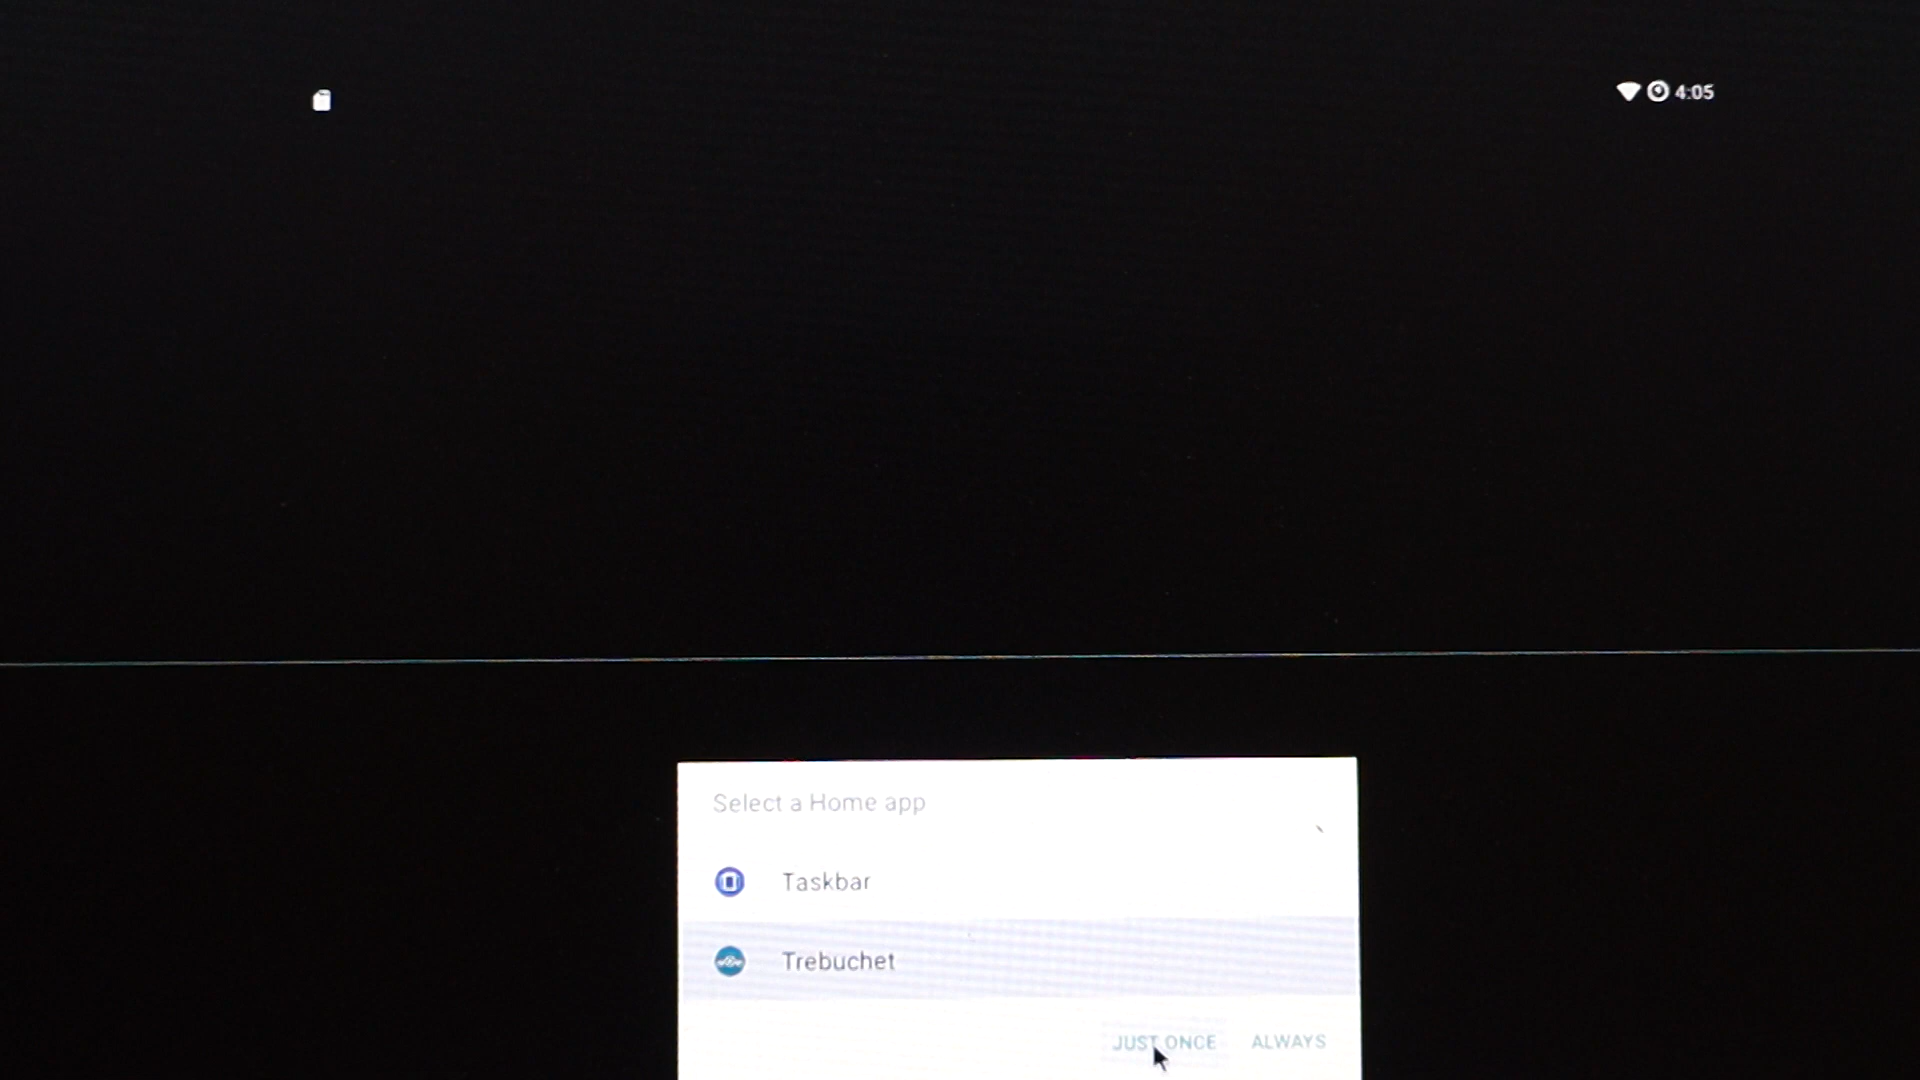 4:05
Select a Home app
Taskbar
Trebuchet
JUST ONCE ALWAYS